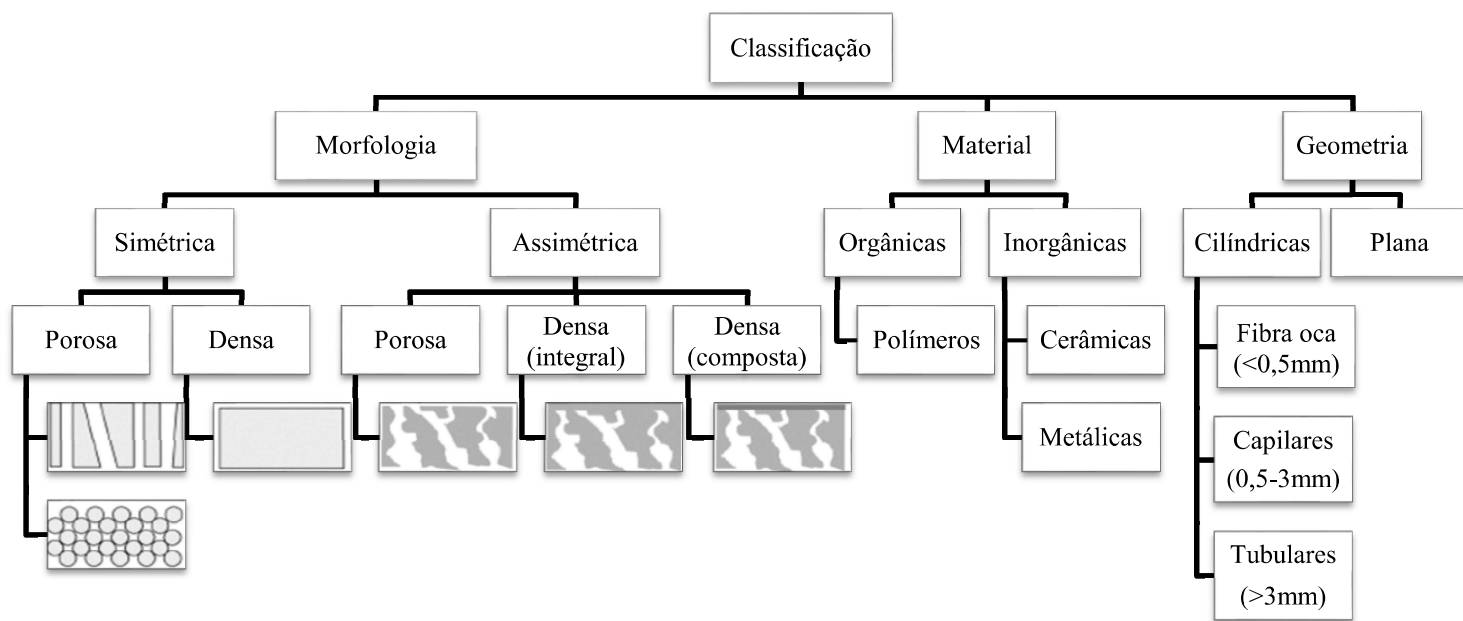 Classificação
Morfologia
Material
Geometria
Simétrica
Assimétrica
Orgânicas
Inorgânicas
Cilíndricas
Plana
Porosa
Densa
Porosa
Densa
(integral)
Densa
(composta)
Polímeros
Cerâmicas
Fibra oca
(<0,5mm)
Metálicas
Capilares
(0,5-3mm)
Tubulares
(>3mm)